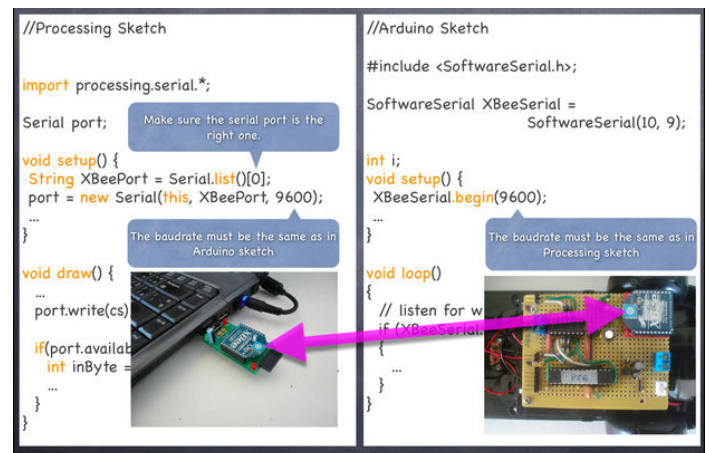 //Processing Sketch
import processing.serial.*;
Serial port;
Make sure the serial port is the
right one.
void setup() {
String XBeePort = Serial.list()[0];
port = new Serial(this, XBeePort, 9600);
...
}
The baudrate must be the same as in
Arduino sketch
void draw() {
...
port.write(cs)
if(port.availab
int inByte =
...
}
}
//Arduino Sketch
#include <SoftwareSerial.h>;
SoftwareSerial XBeeSerial =
SoftwareSerial(10, 9);
int i;
void setup() {
XBeeSerial.begin(9600);
...
}
The baudrate must be the same as in
Processing sketch
void loop()
{
// listen for w
if (XBeeSerial.
{
...
}
}